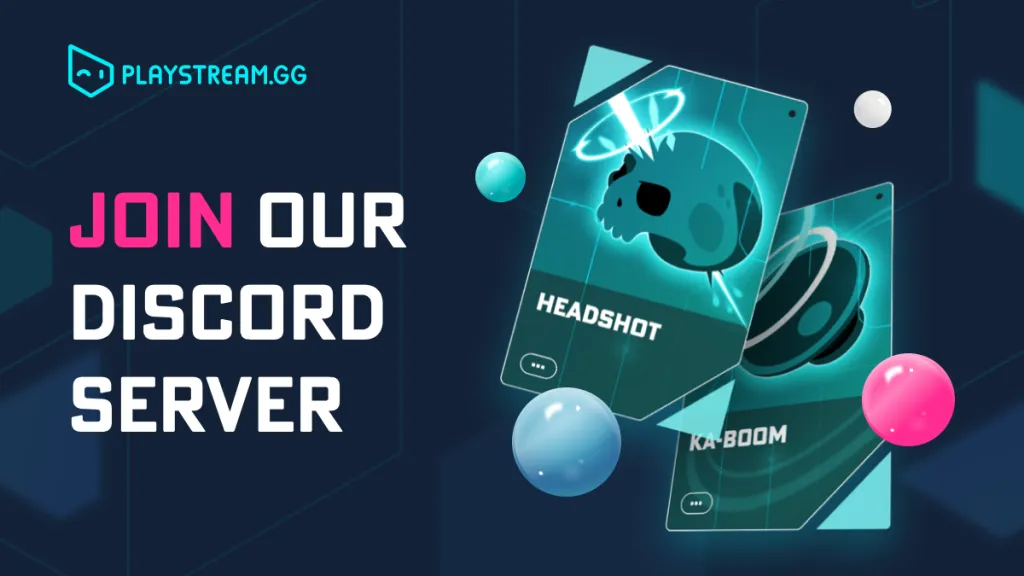 PLAYSTREAM.GG
JOIN OUR
DISCORD
SERVER
HEADSHOT
KA-BOOM